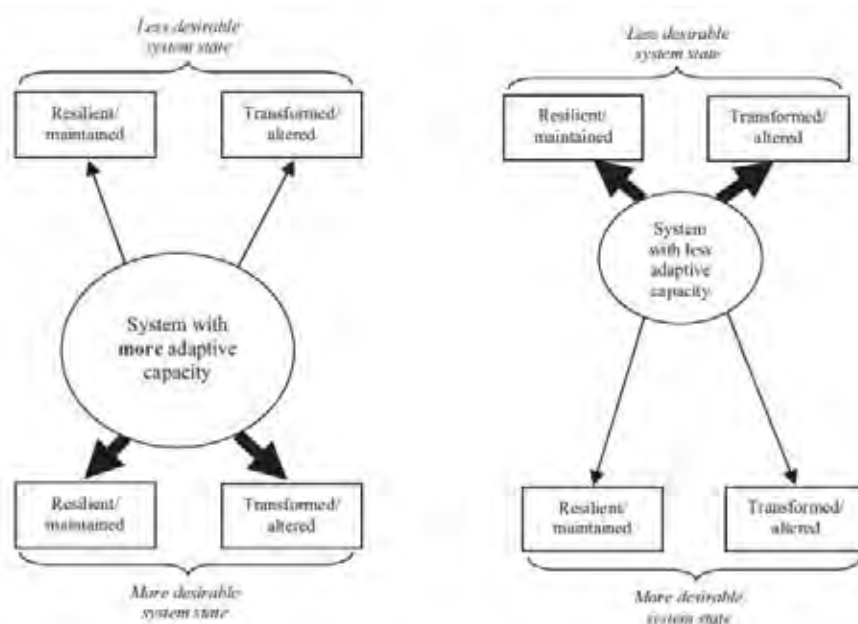 Less desirable
system state
Resilient/
maintained
Transformed/
altered
System with
more adaptive
capacity
Resilient/
maintained
Transformed/
altered
More desirable
system state
Less desirable
system state
Resilient/
maintained
Transformed/
altered
System
with less
adaptive
capacity
Resilient/
maintained
Transformed/
altered
More desirable
system state